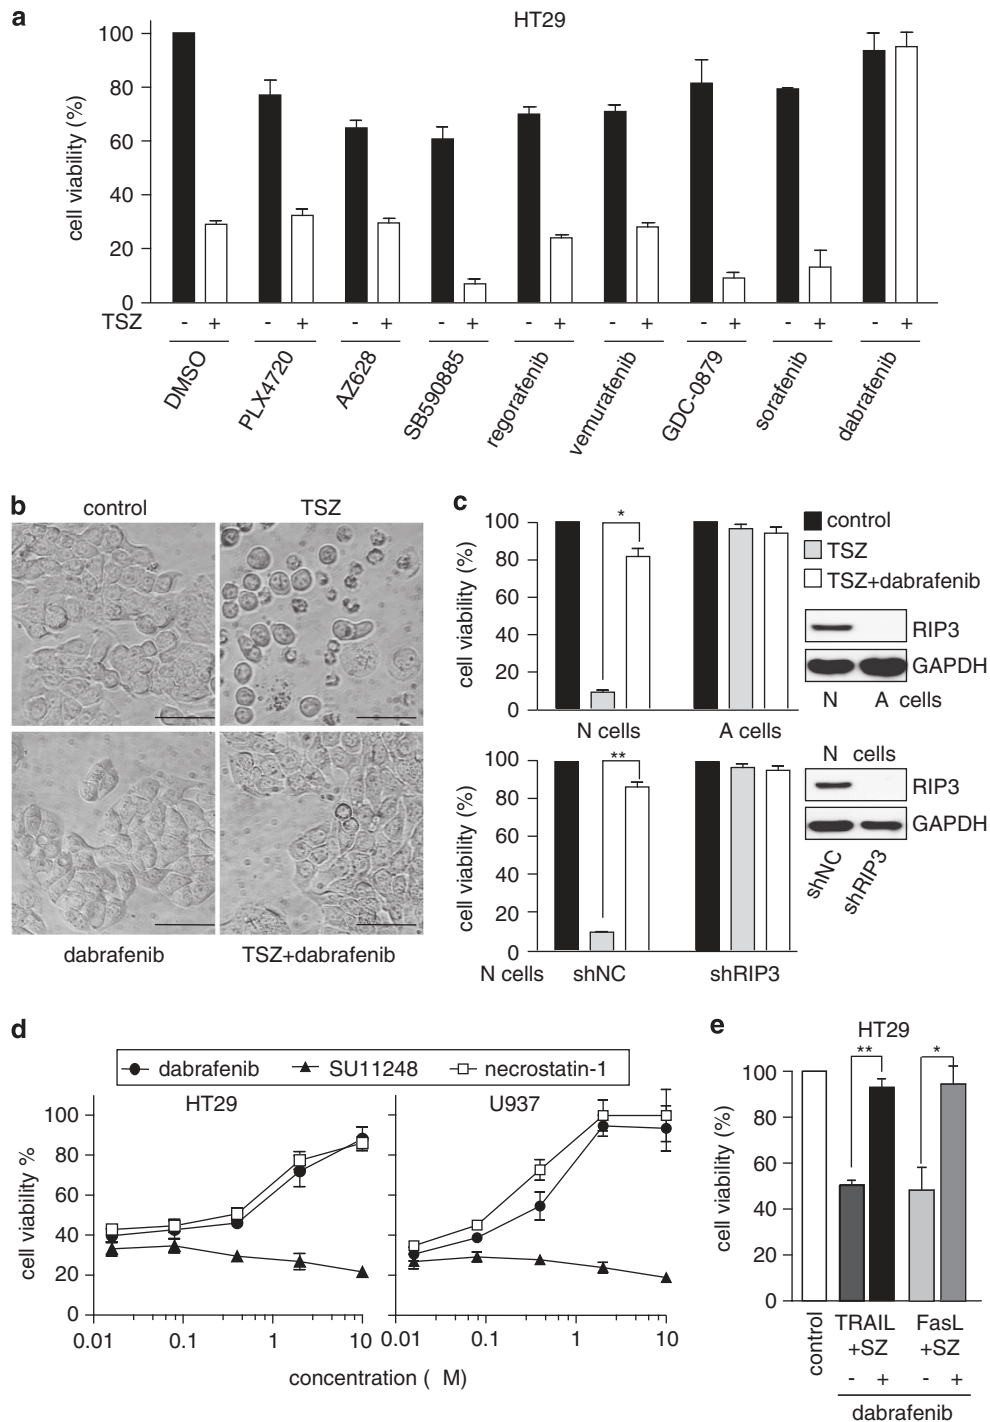 a
HT29
cell viability (%)
100
80
60
40
20
0
TSZ - + - + - + - + - + - + - + - + - +
DMSO
PLX4720
AZ628
SB590885
regorafenib
vemurafenib
GDC-0879
sorafenib
dabrafenib
b
control
TSZ
dabrafenib
TSZ+dabrafenib
c
cell viability (%)
100
80
60
40
20
0
*
N cells
A cells
control
TSZ
TSZ+dabrafenib
RIP3
GAPDH
N A cells
cell viability (%)
100
80
60
40
20
0
**
N cells shNC shRIP3
N cells
RIP3
GAPDH
shNC
shRIP3
d
dabrafenib SU11248 necrostatin-1
HT29
U937
cell viability %
100
80
60
40
20
0
0.01 0.1 1 10
0.01 0.1 1 10
concentration ( M)
e
HT29
cell viability (%)
100
80
60
40
20
0
** *
control
TRAIL
+SZ
FasL
+SZ
- + - +
dabrafenib